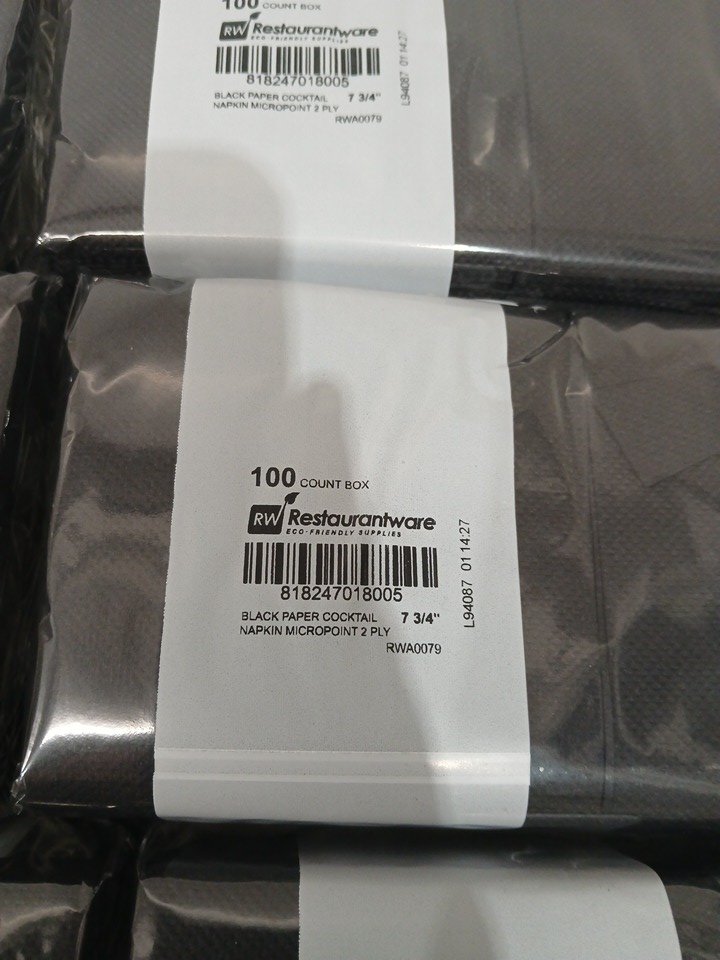 100 COUNT BOX
RW Restaurantware
ECO-FRIENDLY SUPPLIES
818247018005
BLACK PAPER COCKTAIL 7 3/4"
NAPKIN MICROPOINT 2 PLY
RWA0079
L94087 01 14:27
100 COUNT BOX
RW Restaurantware
ECO-FRIENDLY SUPPLIES
818247018005
BLACK PAPER COCKTAIL 7 3/4"
NAPKIN MICROPOINT 2 PLY
RWA0079
L94087 01 14:27